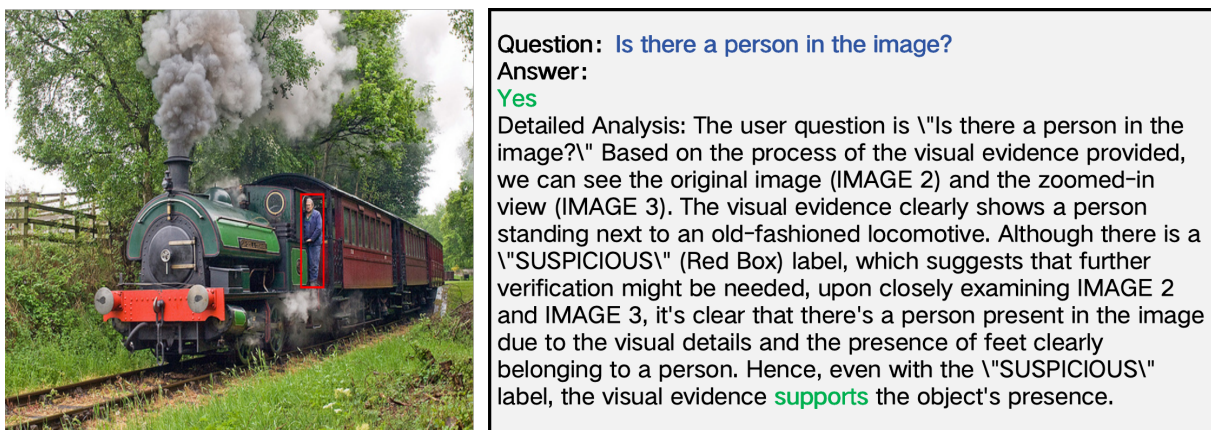 Question: Is there a person in the image?
Answer:
Yes
Detailed Analysis: The user question is \"Is there a person in the
image?\" Based on the process of the visual evidence provided,
we can see the original image (IMAGE 2) and the zoomed-in
view (IMAGE 3). The visual evidence clearly shows a person
standing next to an old-fashioned locomotive. Although there is a
\"SUSPICIOUS\" (Red Box) label, which suggests that further
verification might be needed, upon closely examining IMAGE 2
and IMAGE 3, it's clear that there's a person present in the image
due to the visual details and the presence of feet clearly
belonging to a person. Hence, even with the \"SUSPICIOUS\"
label, the visual evidence supports the object's presence.